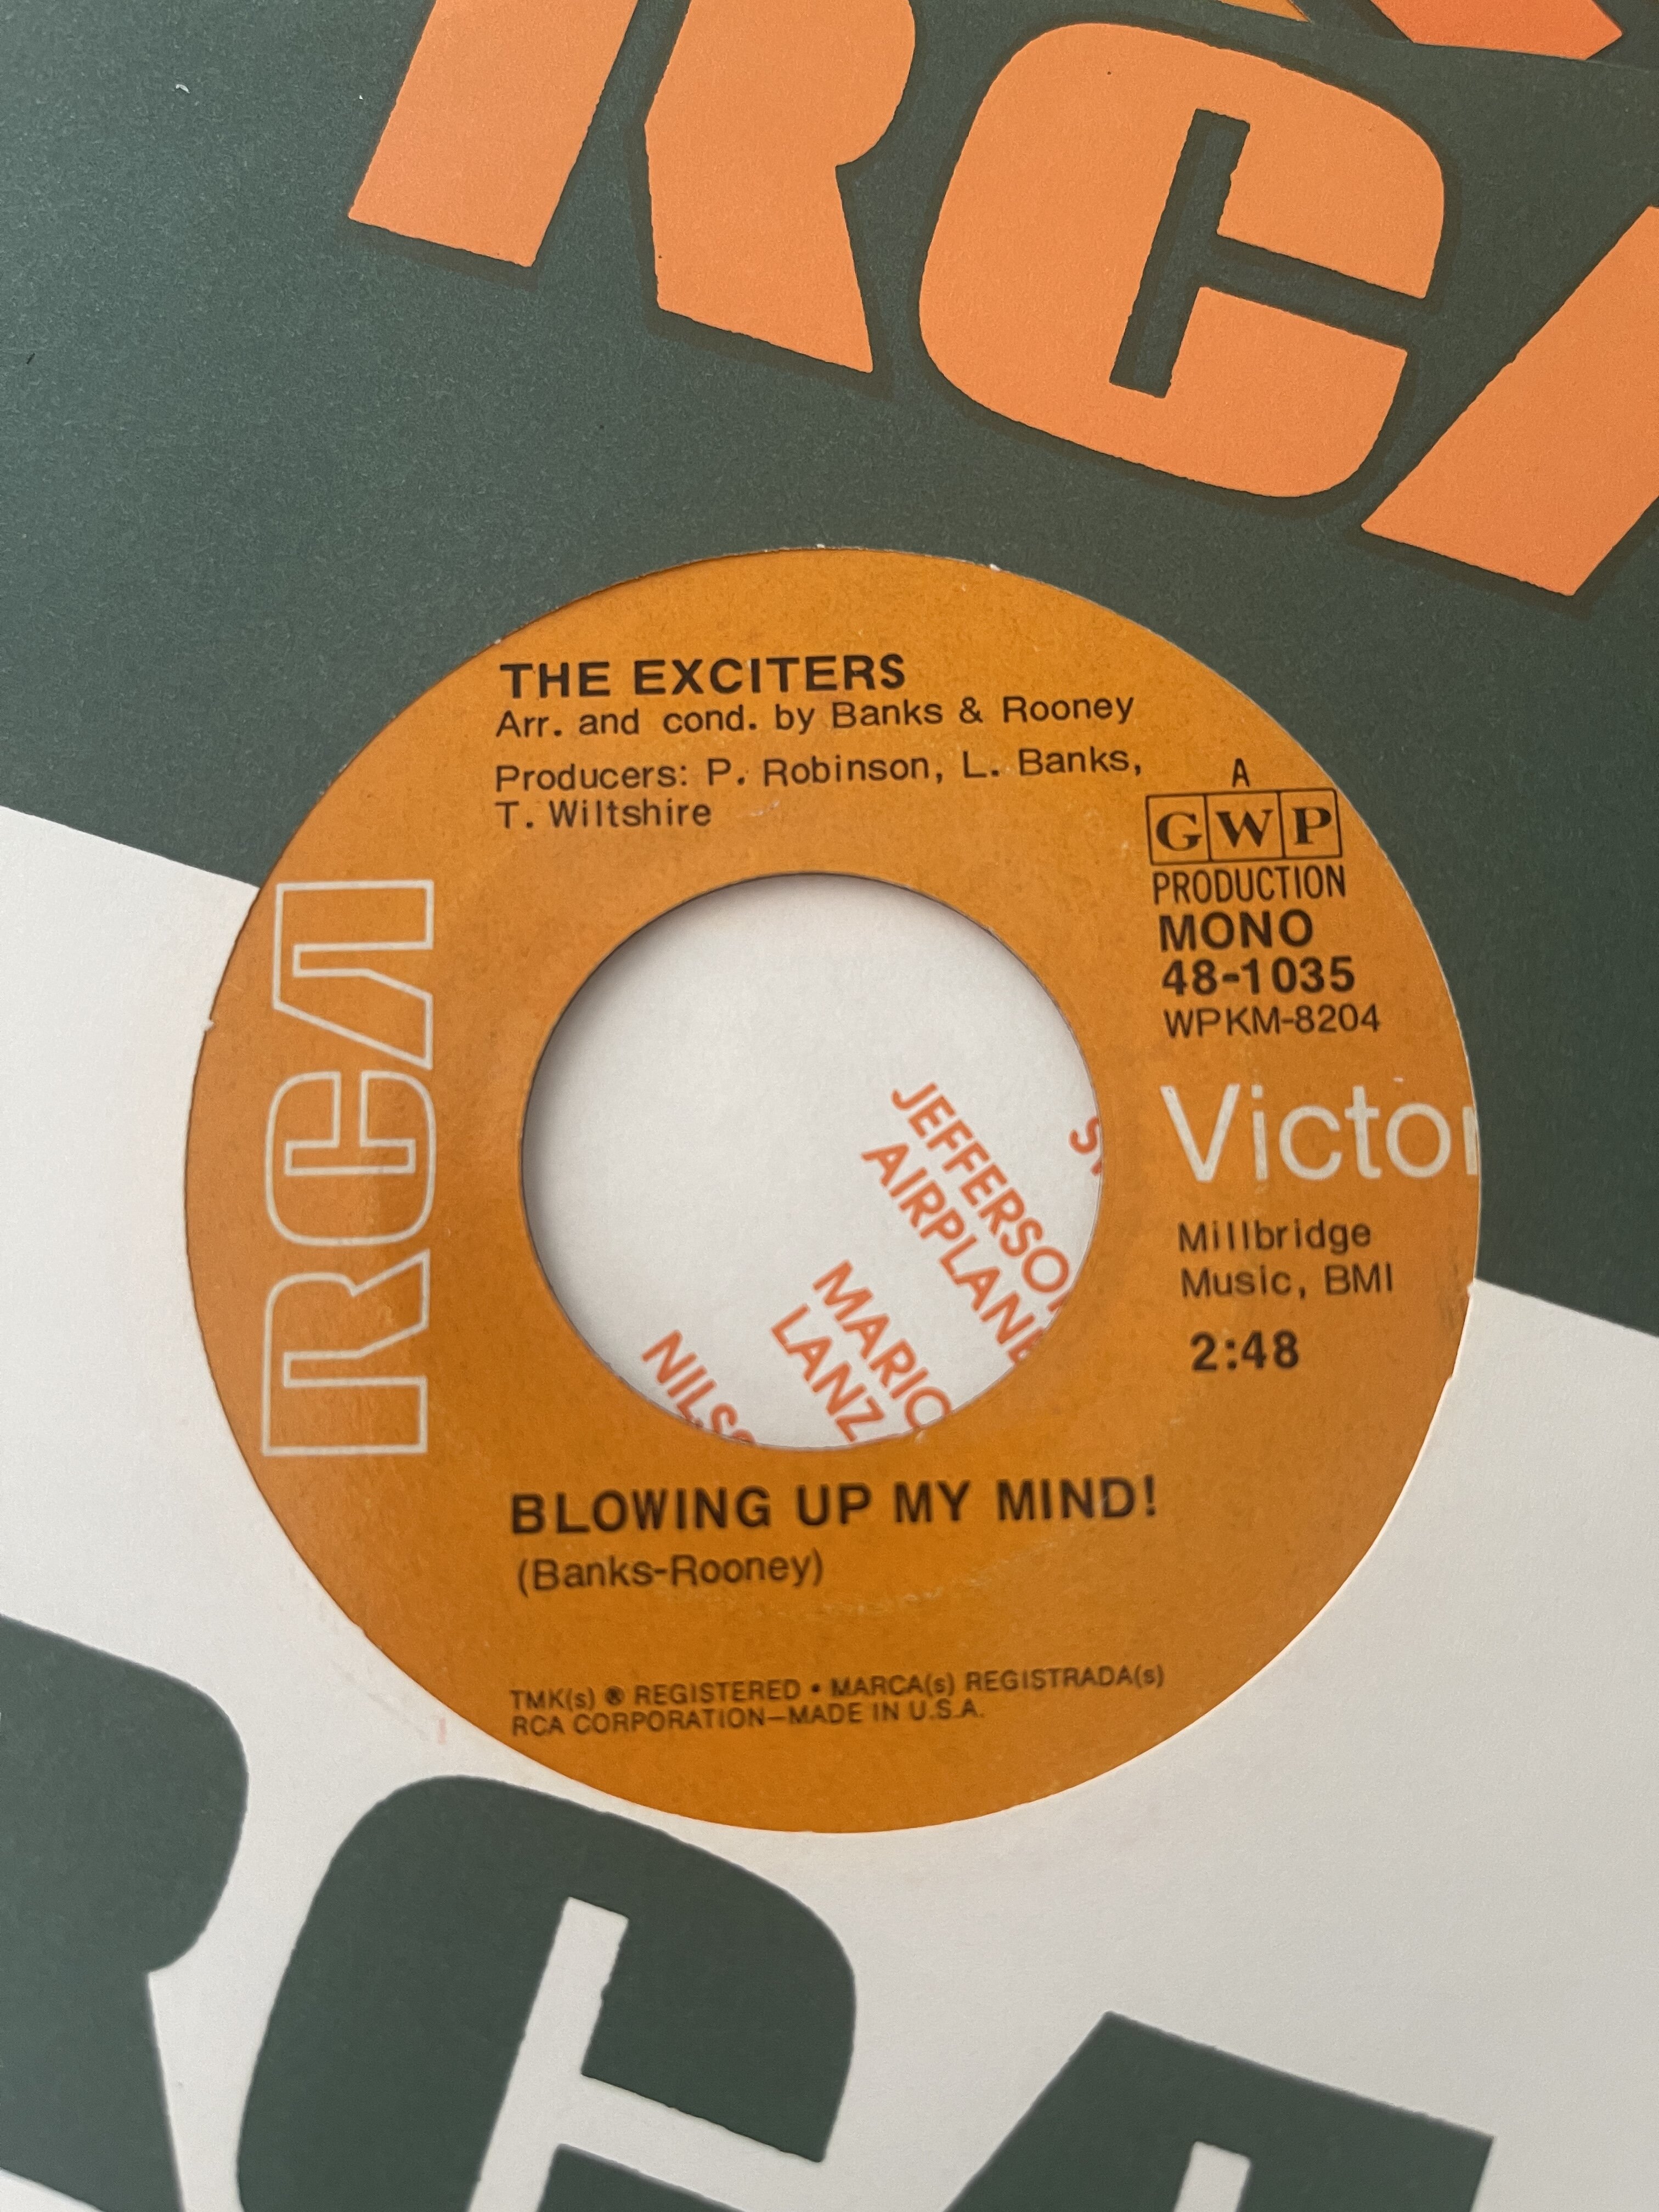 RCA
THE EXCITERS
Arr. and cond. by Banks & Rooney
Producers: P. Robinson, L. Banks,
T. Wiltshire
A
GWP
PRODUCTION
MONO
48-1035
WPKM-8204
RCA
Victor
JEFFERSON
AIRPLANE
MARIO
Millbridge
Music, BMI
2:48
BLOWING UP MY MIND!
(Banks-Rooney)
TMK(s) ® REGISTERED • MARCA(s) REGISTRADA(s)
RCA CORPORATION—MADE IN U.S.A.
RCA